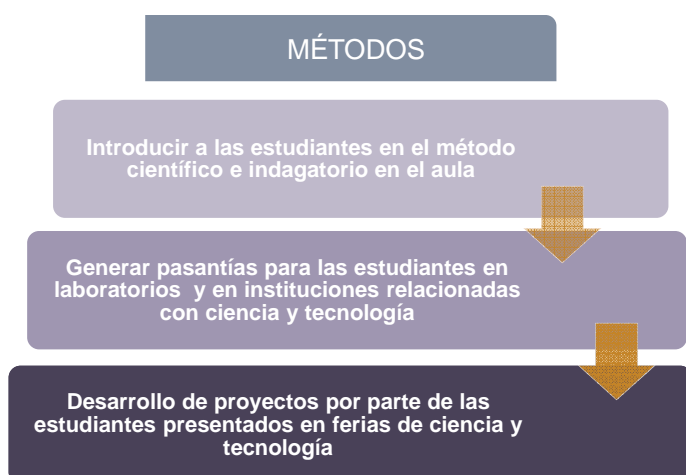 MÉTODOS
Introducir a las estudiantes en el método
científico e indagatorio en el aula
Generar pasantías para las estudiantes en
laboratorios y en instituciones relacionadas
con ciencia y tecnología
Desarrollo de proyectos por parte de las
estudiantes presentados en ferias de ciencia y
tecnología